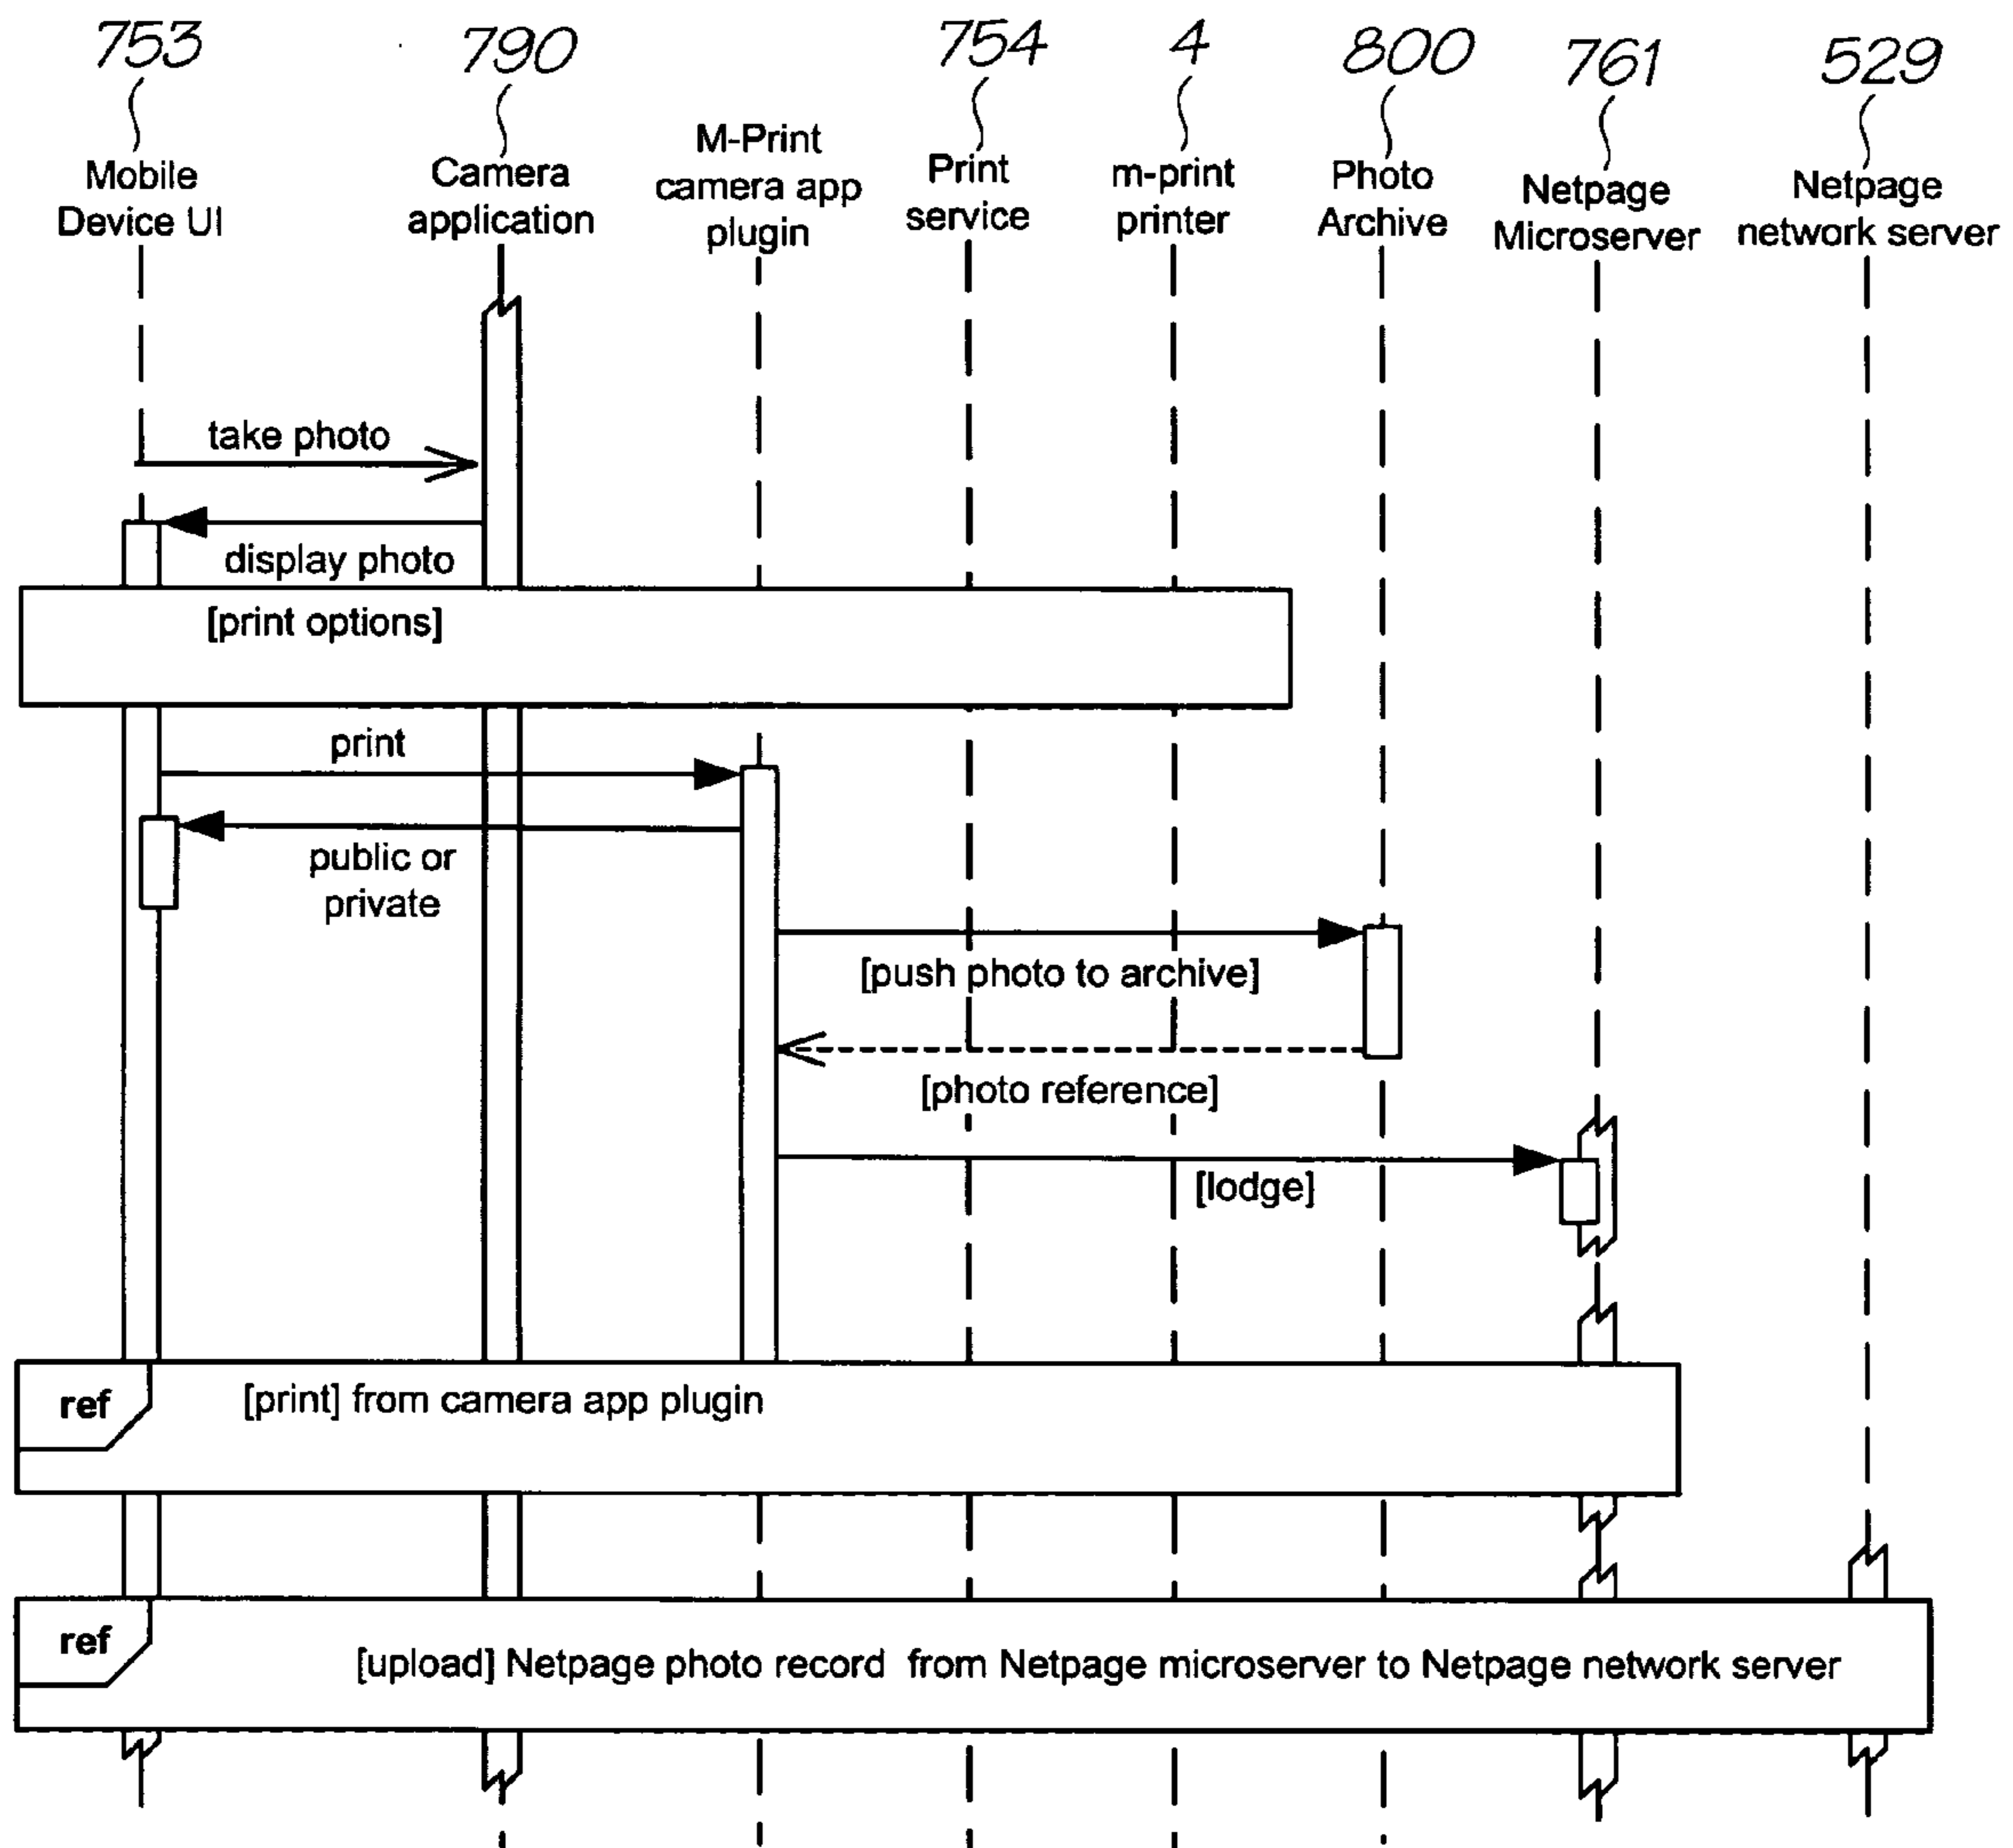 753
790
754
4
800
761
529
Mobile
Device UI
Camera
application
M-Print
camera app
plugin
Print
service
m-print
printer
Photo
Archive
Netpage
Microserver
Netpage
network server
take photo
display photo
[print options]
print
public or
private
[push photo to archive]
[photo reference]
[lodge]
ref
[print] from camera app plugin
ref
[upload] Netpage photo record from Netpage microserver to Netpage network server